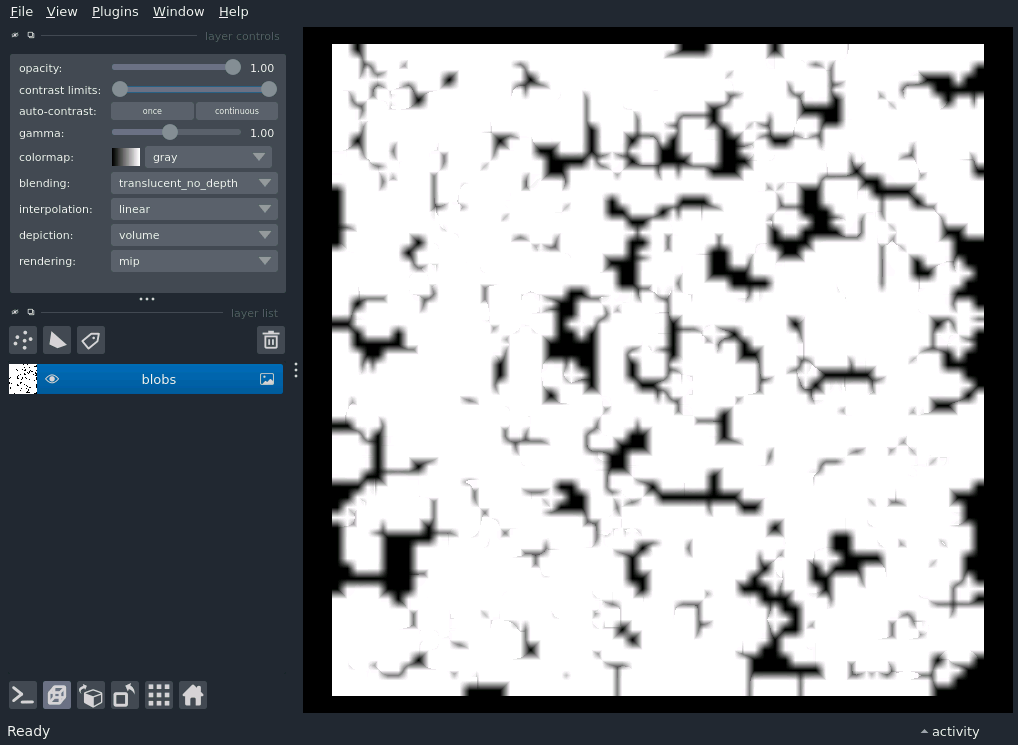 File View Plugins Window Help
layer controls
opacity: 1.00
contrast limits:
auto-contrast: once continuous
gamma: 1.00
colormap: gray
blending: translucent_no_depth
interpolation: linear
depiction: volume
rendering: mip
layer list
blobs
Ready activity